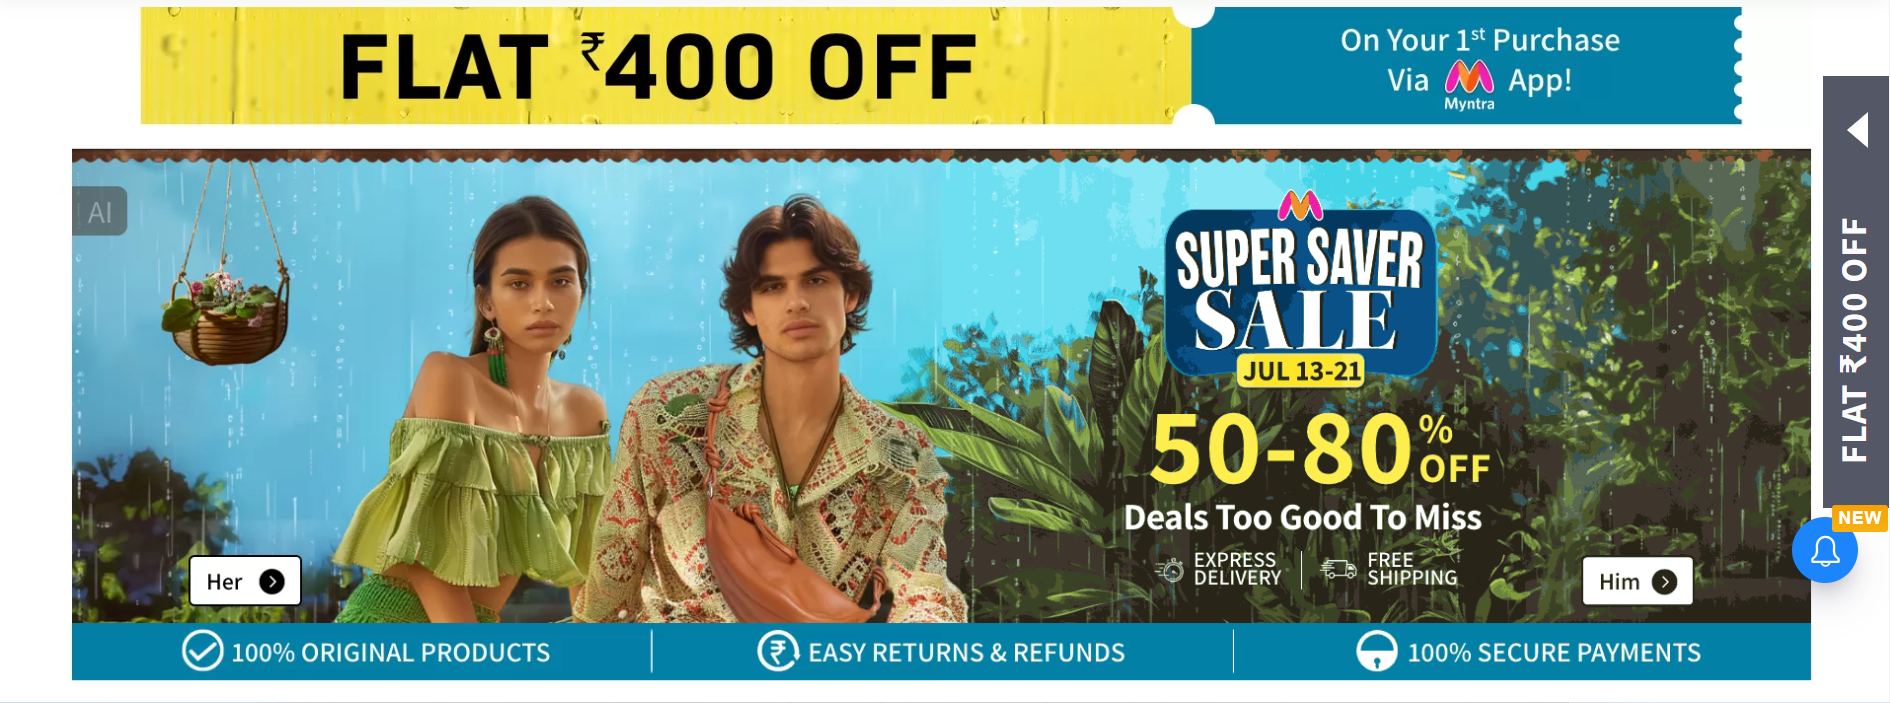 FLAT ₹400 OFF
On Your 1st Purchase
Via Myntra App!
AI
SUPER SAVER
SALE
JUL 13-21
50-80% OFF
Deals Too Good To Miss
EXPRESS
DELIVERY
FREE
SHIPPING
Her
Him
100% ORIGINAL PRODUCTS
EASY RETURNS & REFUNDS
100% SECURE PAYMENTS
FLAT ₹400 OFF
NEW